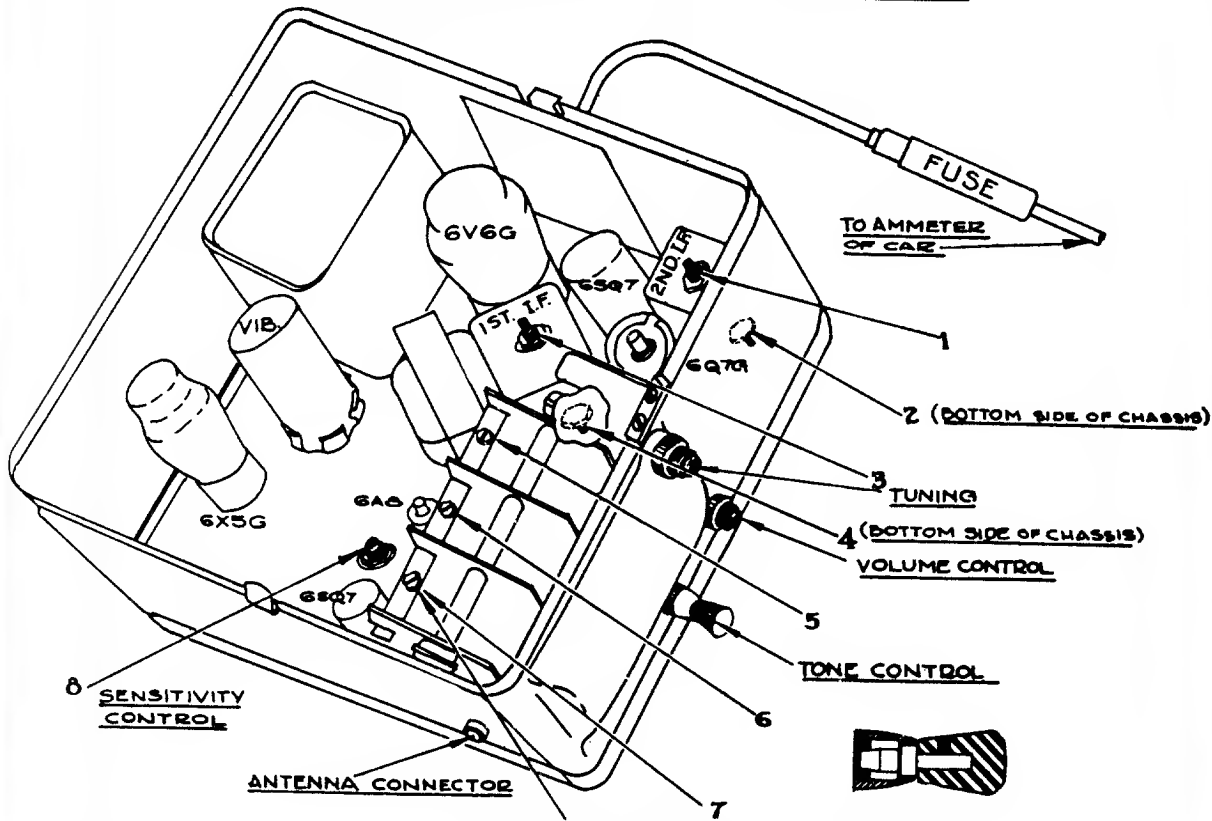 FUSE
TO AMMETER
OF CAR
6V6G
6SQ7
2ND. I.F.
1ST. I.F.
VIB.
1
6Q7G
2 (BOTTOM SIDE OF CHASSIS)
3
TUNING
6X5G
6A8
4 (BOTTOM SIDE OF CHASSIS)
VOLUME CONTROL
5
6SQ7
TONE CONTROL
8 SENSITIVITY
CONTROL
6
ANTENNA CONNECTOR
7